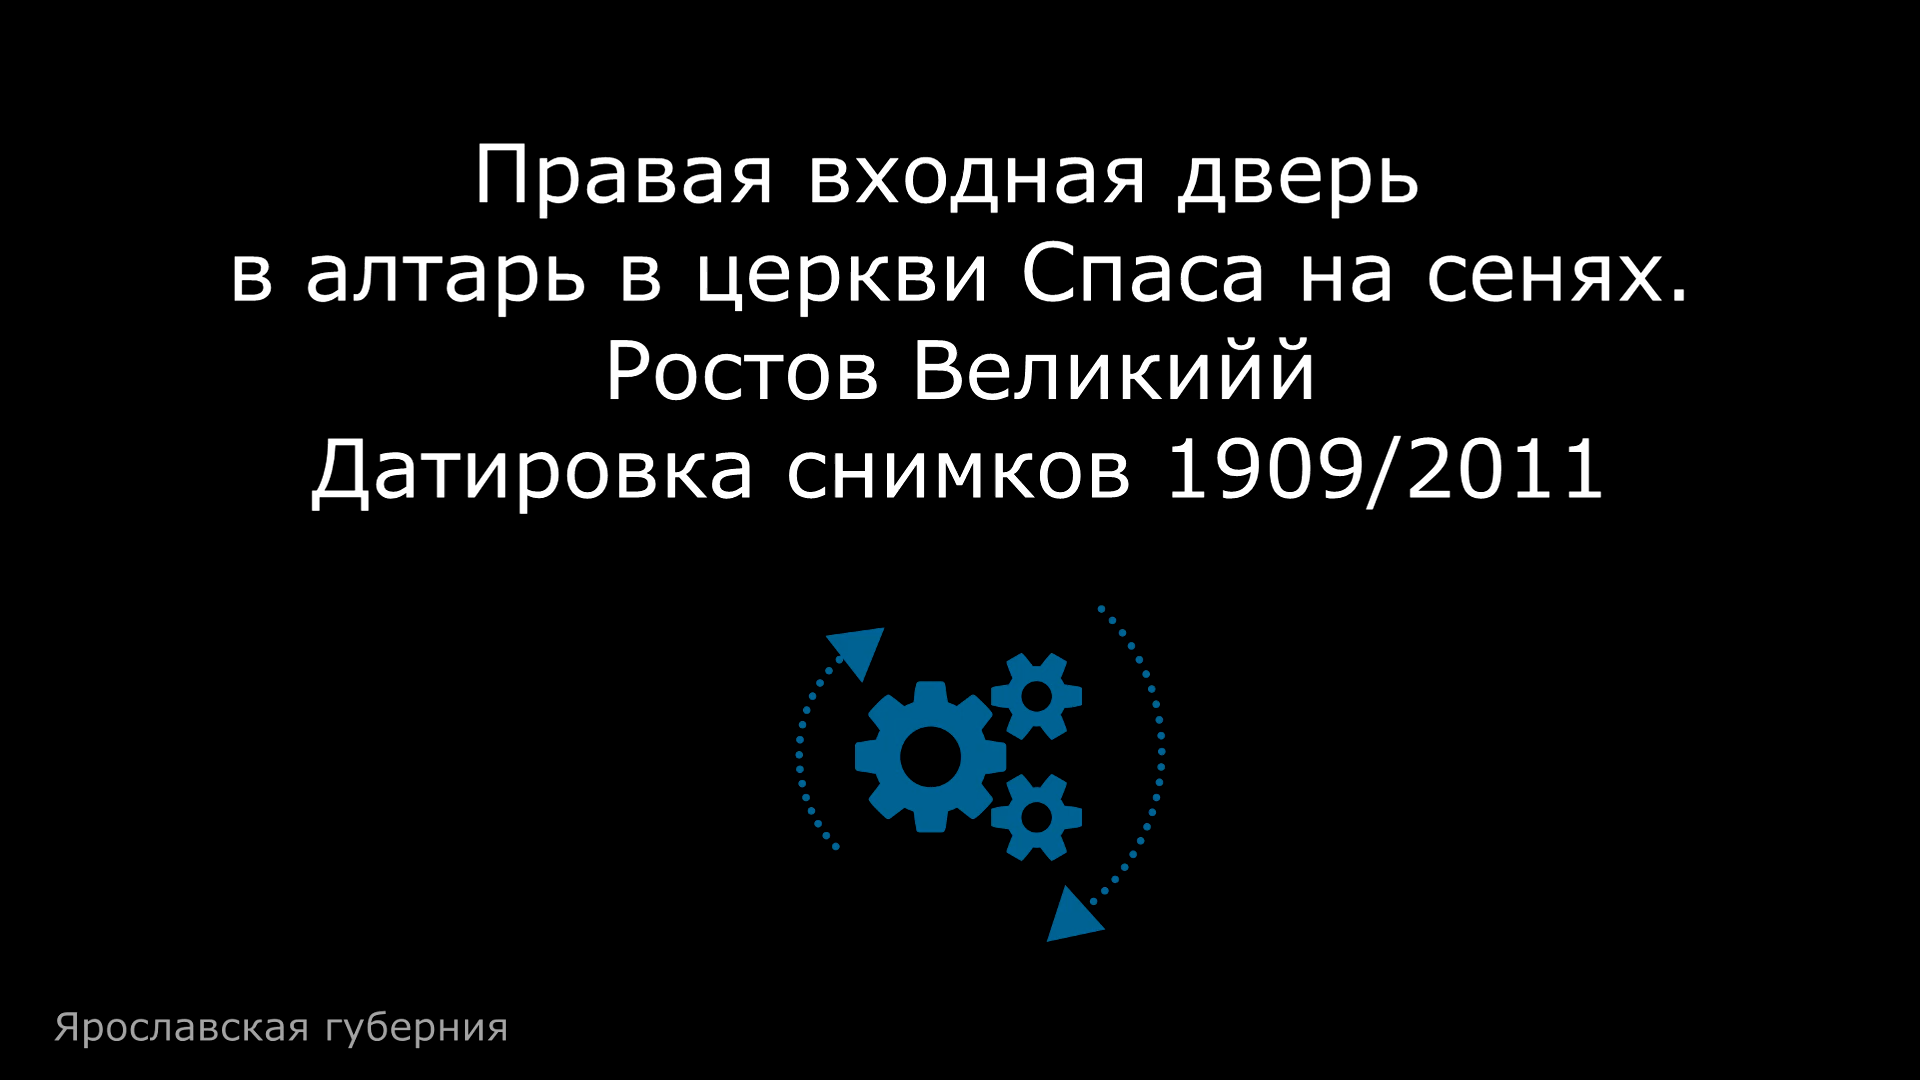 Правая входная дверь
в алтарь в церкви Спаса на сенях.
Ростов Великийй
Датировка снимков 1909/2011
Ярославская губерния